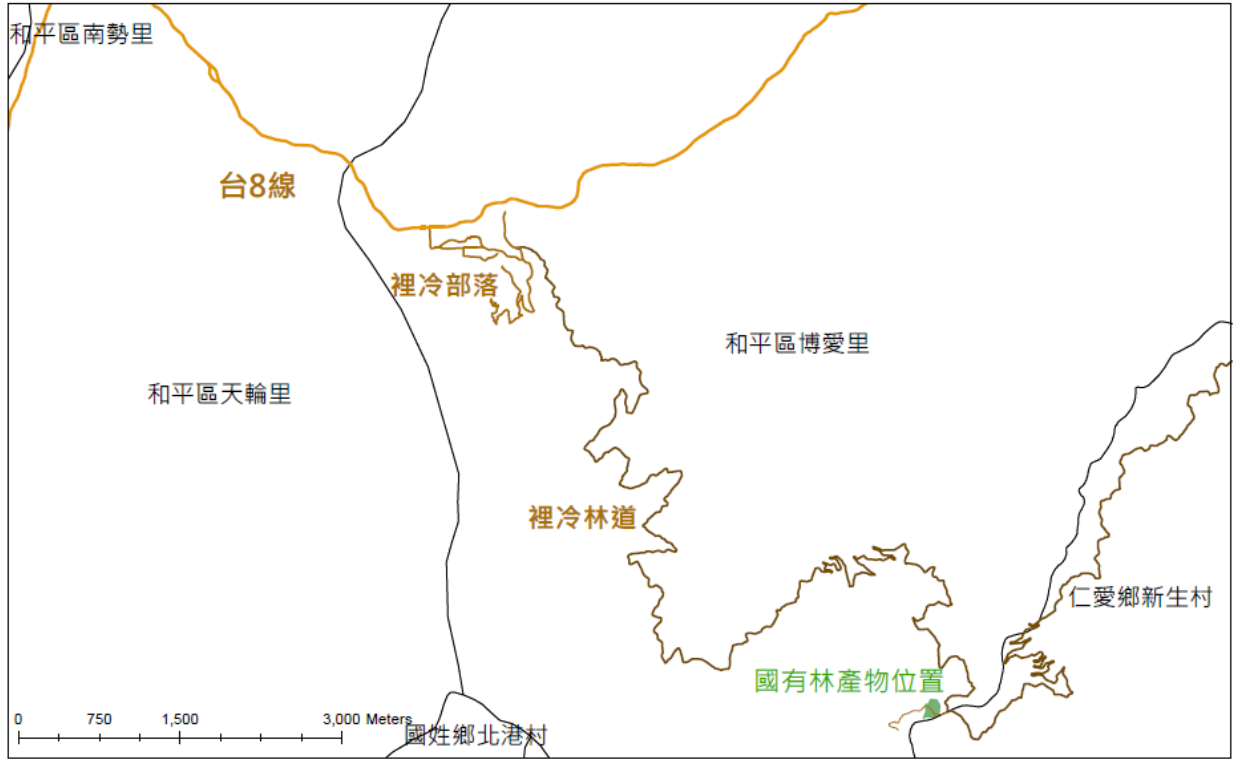 和平區南勢里
台8線
裡冷部落
和平區博愛里
和平區天輪里
裡冷林道
仁愛鄉新生村
國有林產物位置
0 750 1,500 3,000 Meters
國姓鄉北港村